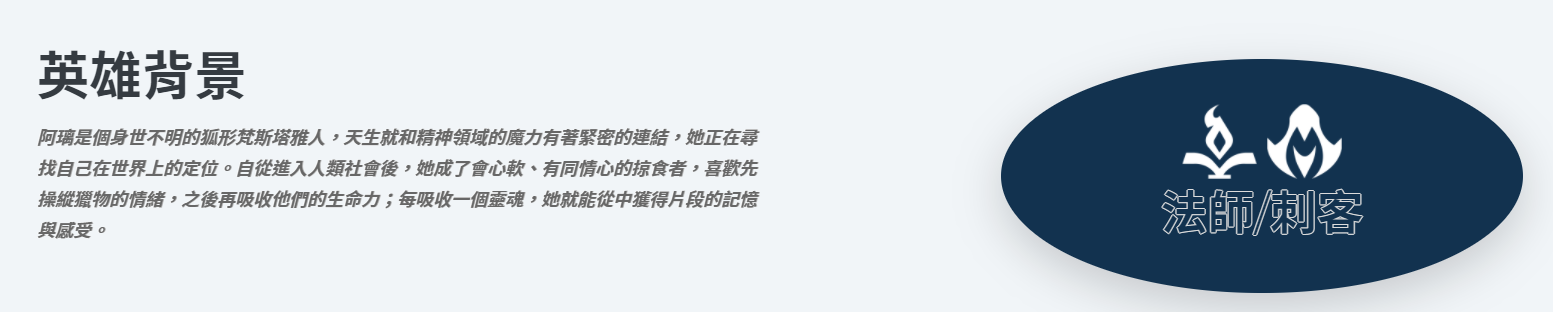 英雄背景
阿璃是個身世不明的狐形梵斯塔雅人，天生就和精神領域的魔力有著緊密的連結，她正在尋
找自己在世界上的定位。自從進入人類社會後，她成了會心軟、有同情心的掠食者，喜歡先
操縱獵物的情緒，之後再吸收他們的生命力；每吸收一個靈魂，她就能從中獲得片段的記憶
與感受。
法師/刺客